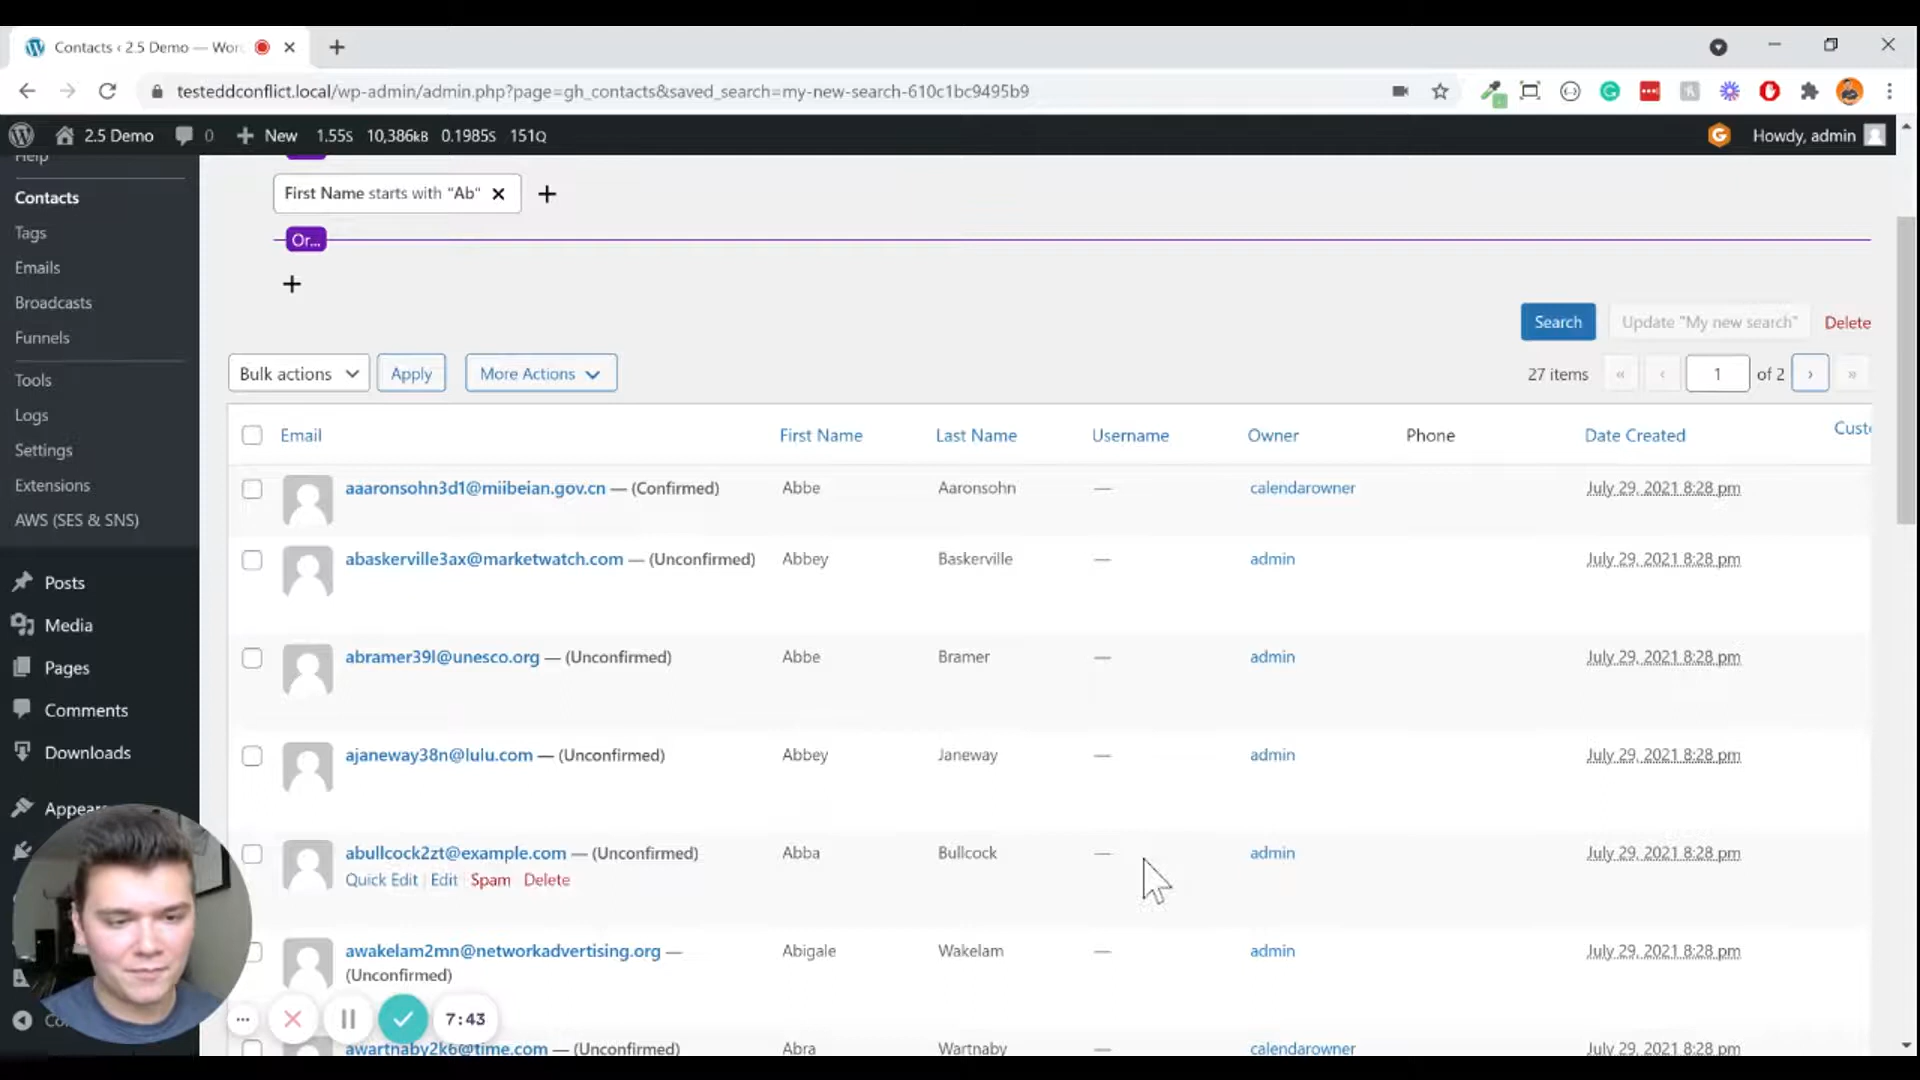 Contacts ‹ 2.5 Demo — Wor
testeddconflict.local/wp-admin/admin.php?page=gh_contacts&saved_search=my-new-search-610c1bc9495b9
2.5 Demo 0 New 1.55s 10,386kB 0.1985s 151Q Howdy, admin
Help
Contacts
Tags
Emails
Broadcasts
Funnels
Tools
Logs
Settings
Extensions
AWS (SES & SNS)
Posts
Media
Pages
Comments
Downloads
Appear
Co
First Name starts with "Ab"
Or...
Search Update "My new search" Delete
Bulk actions Apply More Actions 27 items « ‹ 1 of 2 › »
Email First Name Last Name Username Owner Phone Date Created Custo
aaaronsohn3d1@miibeian.gov.cn — (Confirmed) Abbe Aaronsohn — calendarowner July 29, 2021 8:28 pm
abaskerville3ax@marketwatch.com — (Unconfirmed) Abbey Baskerville — admin July 29, 2021 8:28 pm
abramer39l@unesco.org — (Unconfirmed) Abbe Bramer — admin July 29, 2021 8:28 pm
ajaneway38n@lulu.com — (Unconfirmed) Abbey Janeway — admin July 29, 2021 8:28 pm
abullcock2zt@example.com — (Unconfirmed) Abba Bullcock — admin July 29, 2021 8:28 pm
Quick Edit | Edit | Spam | Delete
awakelam2mn@networkadvertising.org — Abigale Wakelam — admin July 29, 2021 8:28 pm
(Unconfirmed)
7:43
awartnaby2k6@time.com — (Unconfirmed) Abra Wartnaby — calendarowner July 29, 2021 8:28 pm